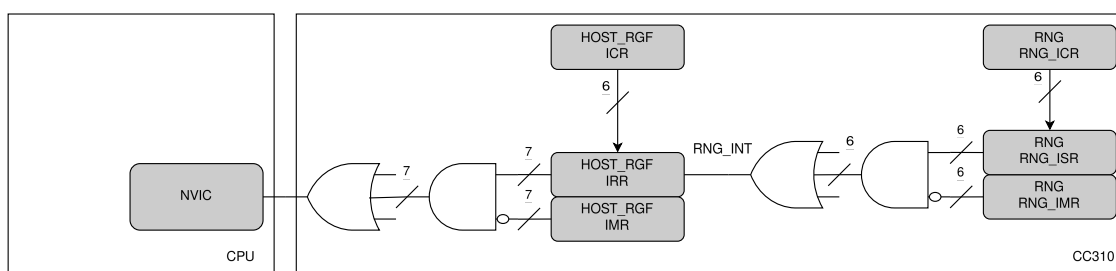 HOST_RGF
ICR
RNG
RNG_ICR
6
6
7
7
RNG_INT
6
6
RNG
RNG_ISR
NVIC
HOST_RGF
IRR
7
6
RNG
RNG_IMR
HOST_RGF
IMR
CPU
CC310